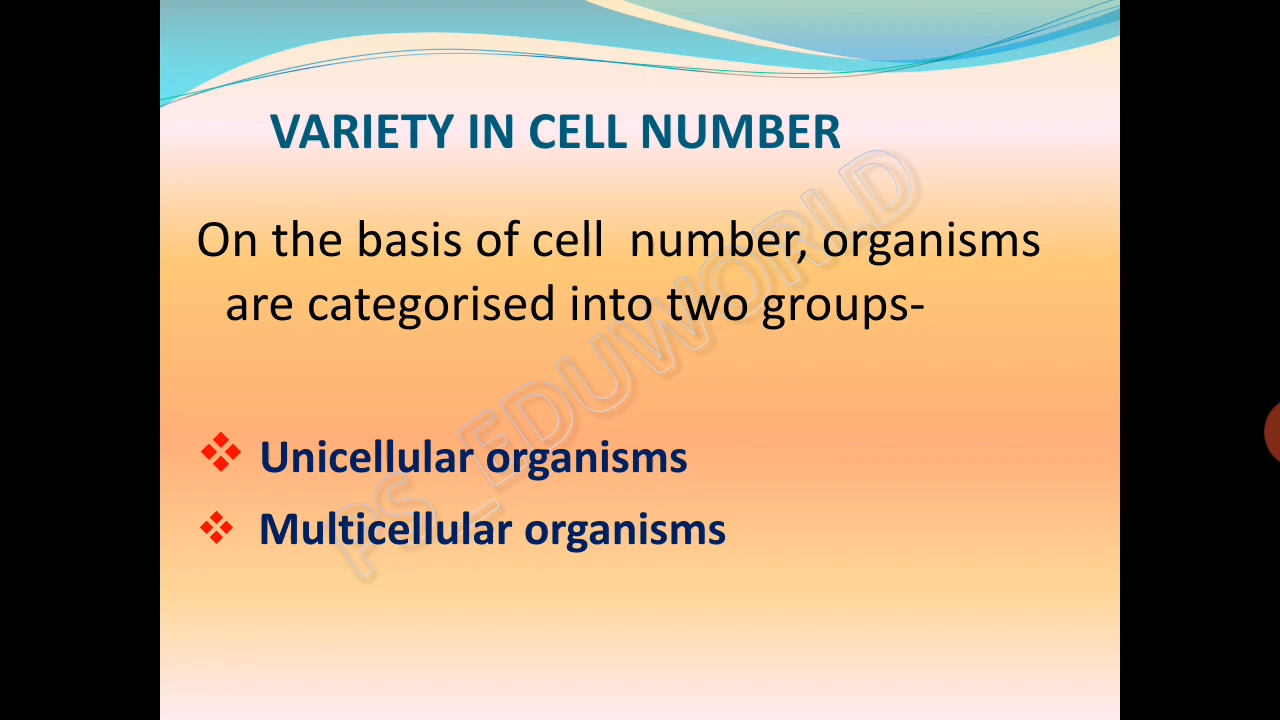 VARIETY IN CELL NUMBER
On the basis of cell number, organisms
are categorised into two groups-
❖ Unicellular organisms
❖ Multicellular organisms
PS_EDUWORLD